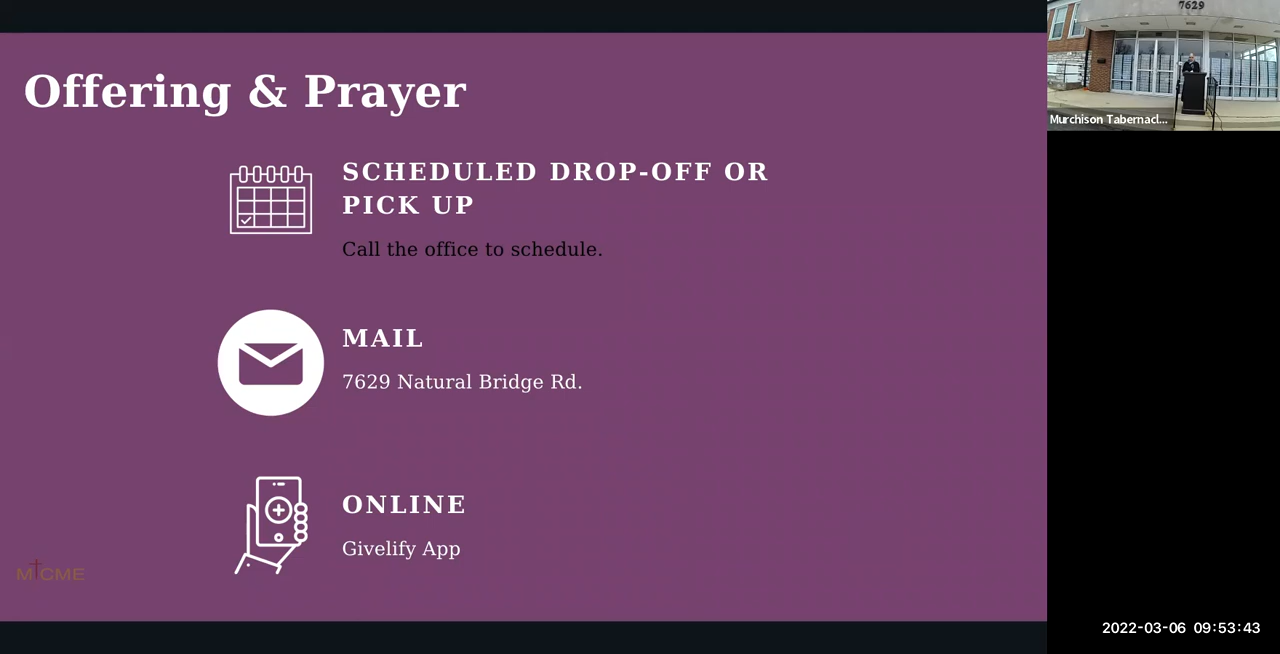 Offering & Prayer
SCHEDULED DROP-OFF OR
PICK UP
Call the office to schedule.
MAIL
7629 Natural Bridge Rd.
ONLINE
Givelify App
M CME
7629
Murchison Tabernacl...
2022-03-06 09:53:43